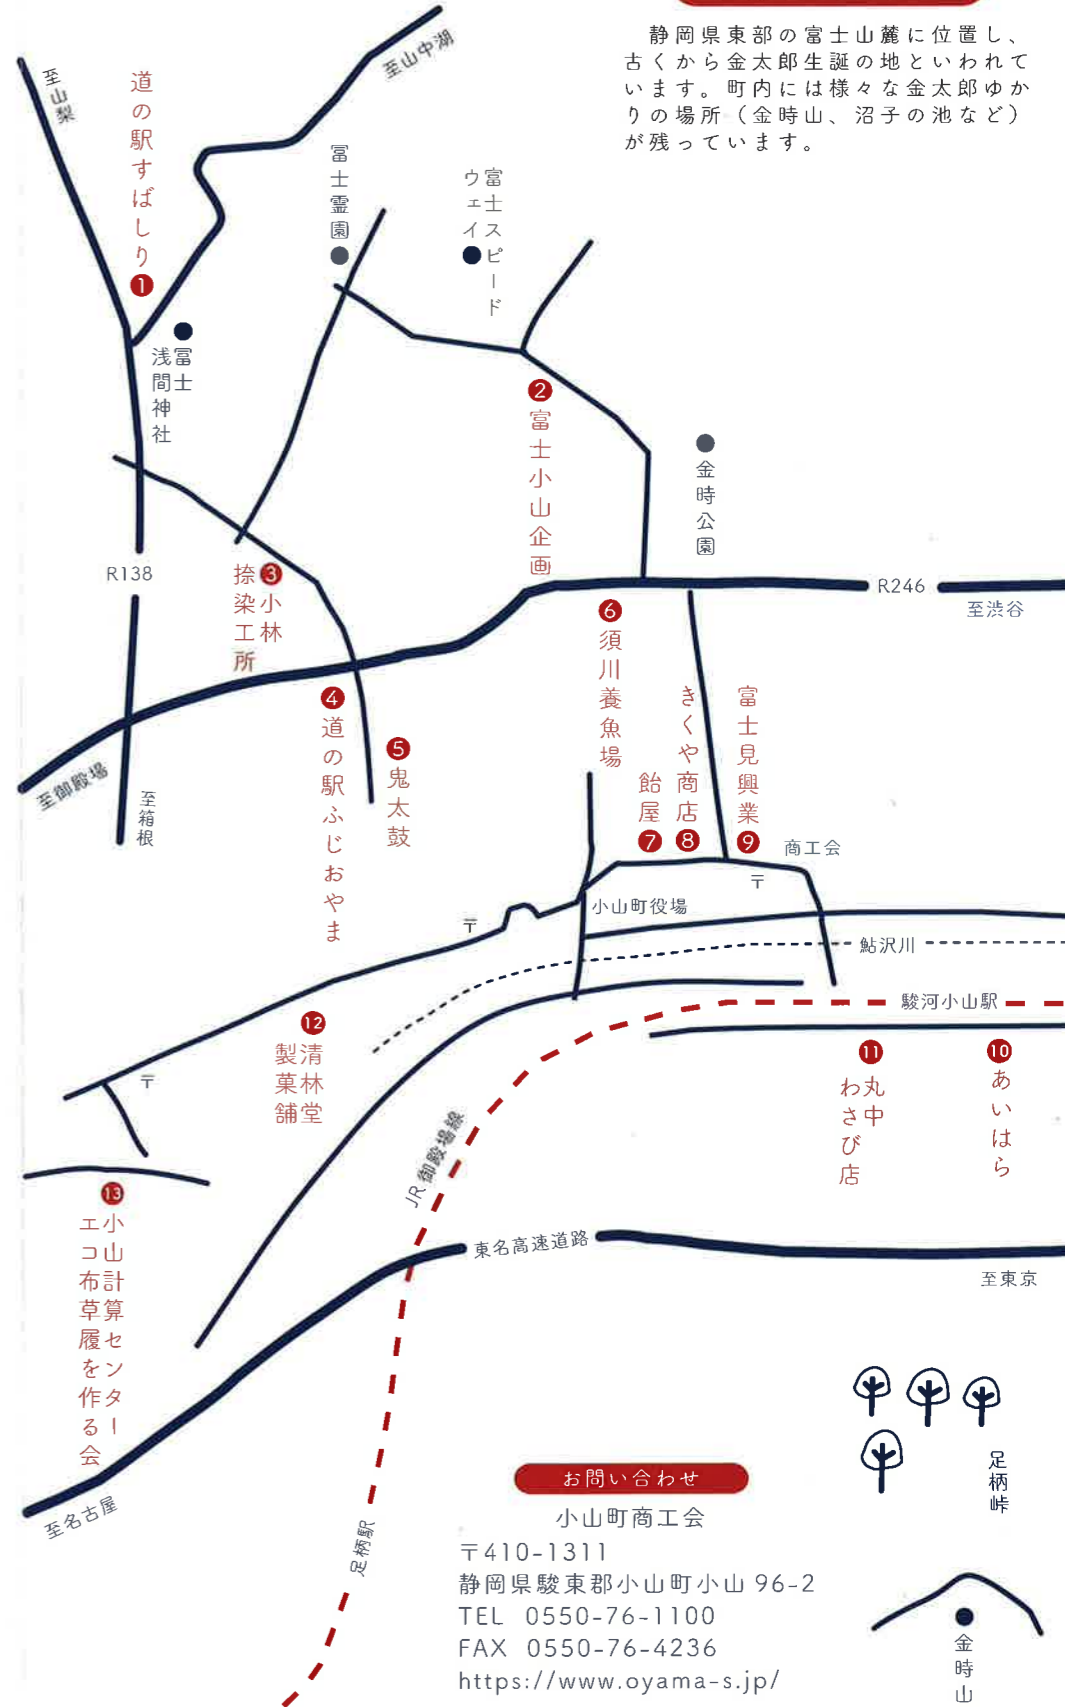 静岡県東部の富士山麓に位置し、
古くから金太郎生誕の地といわれて
います。町内には様々な金太郎ゆか
りの場所（金時山、沼子の池など）
が残っています。
至山中湖
至山梨
道の駅すばしり
1
冨士霊園
富士スピード
ウェイ
冨士
浅間神社
2
富士小山企画
金時公園
R138
3
小林
捺染工所
R246
至渋谷
6
須川養魚場
4
道の駅ふじおやま
5
鬼太鼓
きくや商店
8
富士見興業
9
飴屋
7
至御殿場
至箱根
商工会
〒
小山町役場
〒
鮎沢川
駿河小山駅
12
清林堂
製菓舗
11
丸中
わさび店
10
あいはら
〒
JR 御殿場線
13
小山計算センター
エコ布草履を作る会
東名高速道路
至東京
至名古屋
足柄駅
足柄峠
お問い合わせ
小山町商工会
〒410-1311
静岡県駿東郡小山町小山 96-2
TEL 0550-76-1100
FAX 0550-76-4236
https://www.oyama-s.jp/
金時山